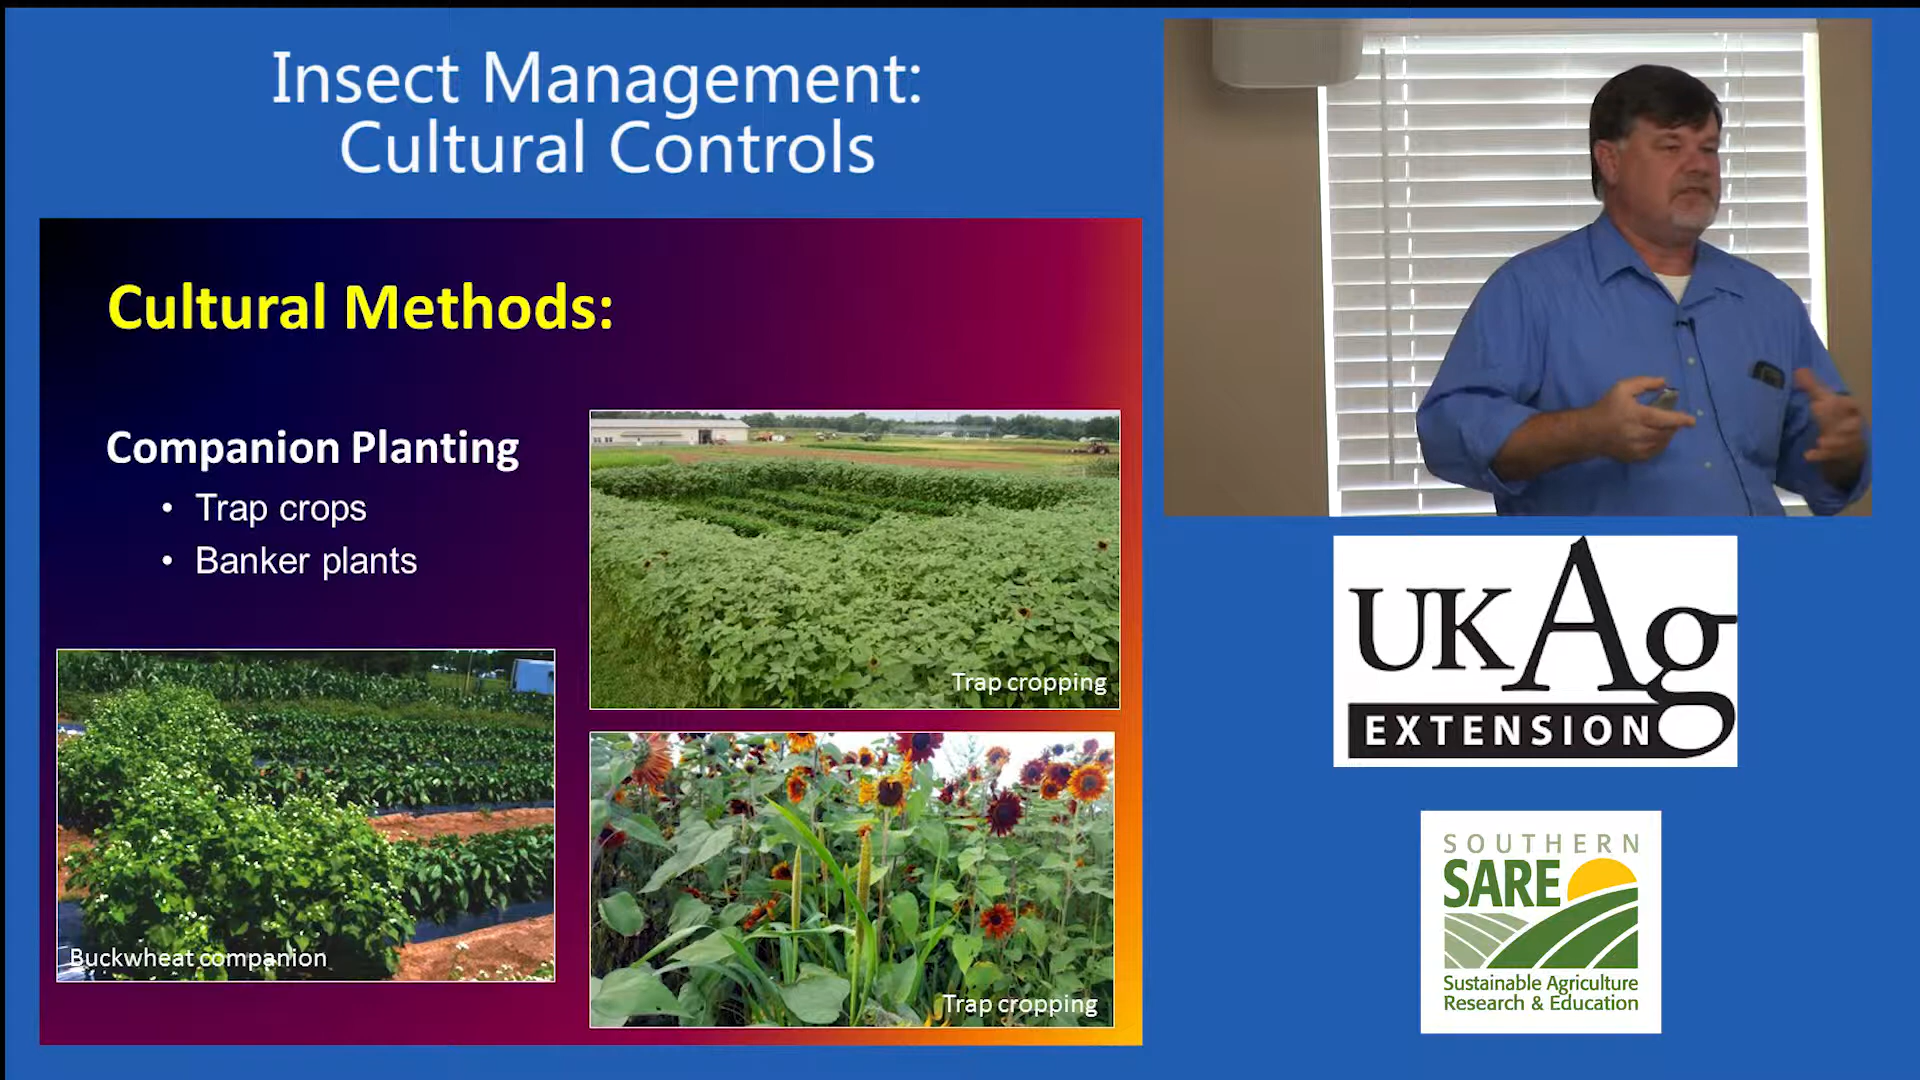 Insect Management:
Cultural Controls
Cultural Methods:
Companion Planting
• Trap crops
• Banker plants
Trap cropping
Buckwheat companion
Trap cropping
UKAg
EXTENSION
SOUTHERN
SARE
Sustainable Agriculture
Research & Education